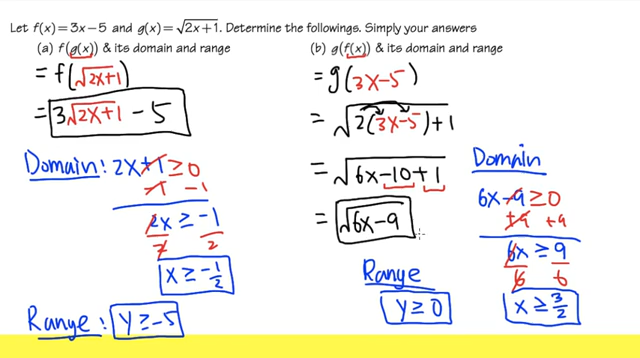 Let f(x)=3x−5 and g(x)=√(2x+1). Determine the followings. Simply your answers
(a) f(g(x)) & its domain and range
= f(√(2x+1))
= 3√(2x+1) − 5
Domain: 2x+1 ≥ 0
−1 −1
2x ≥ −1
2 2
x ≥ −1/2
Range: y ≥ −5
(b) g(f(x)) & its domain and range
= g(3x−5)
= √(2(3x−5)+1)
= √(6x−10+1)
= √(6x−9)
Range
y ≥ 0
Domain
6x−9 ≥ 0
+9 +9
6x ≥ 9
6 6
x ≥ 3/2